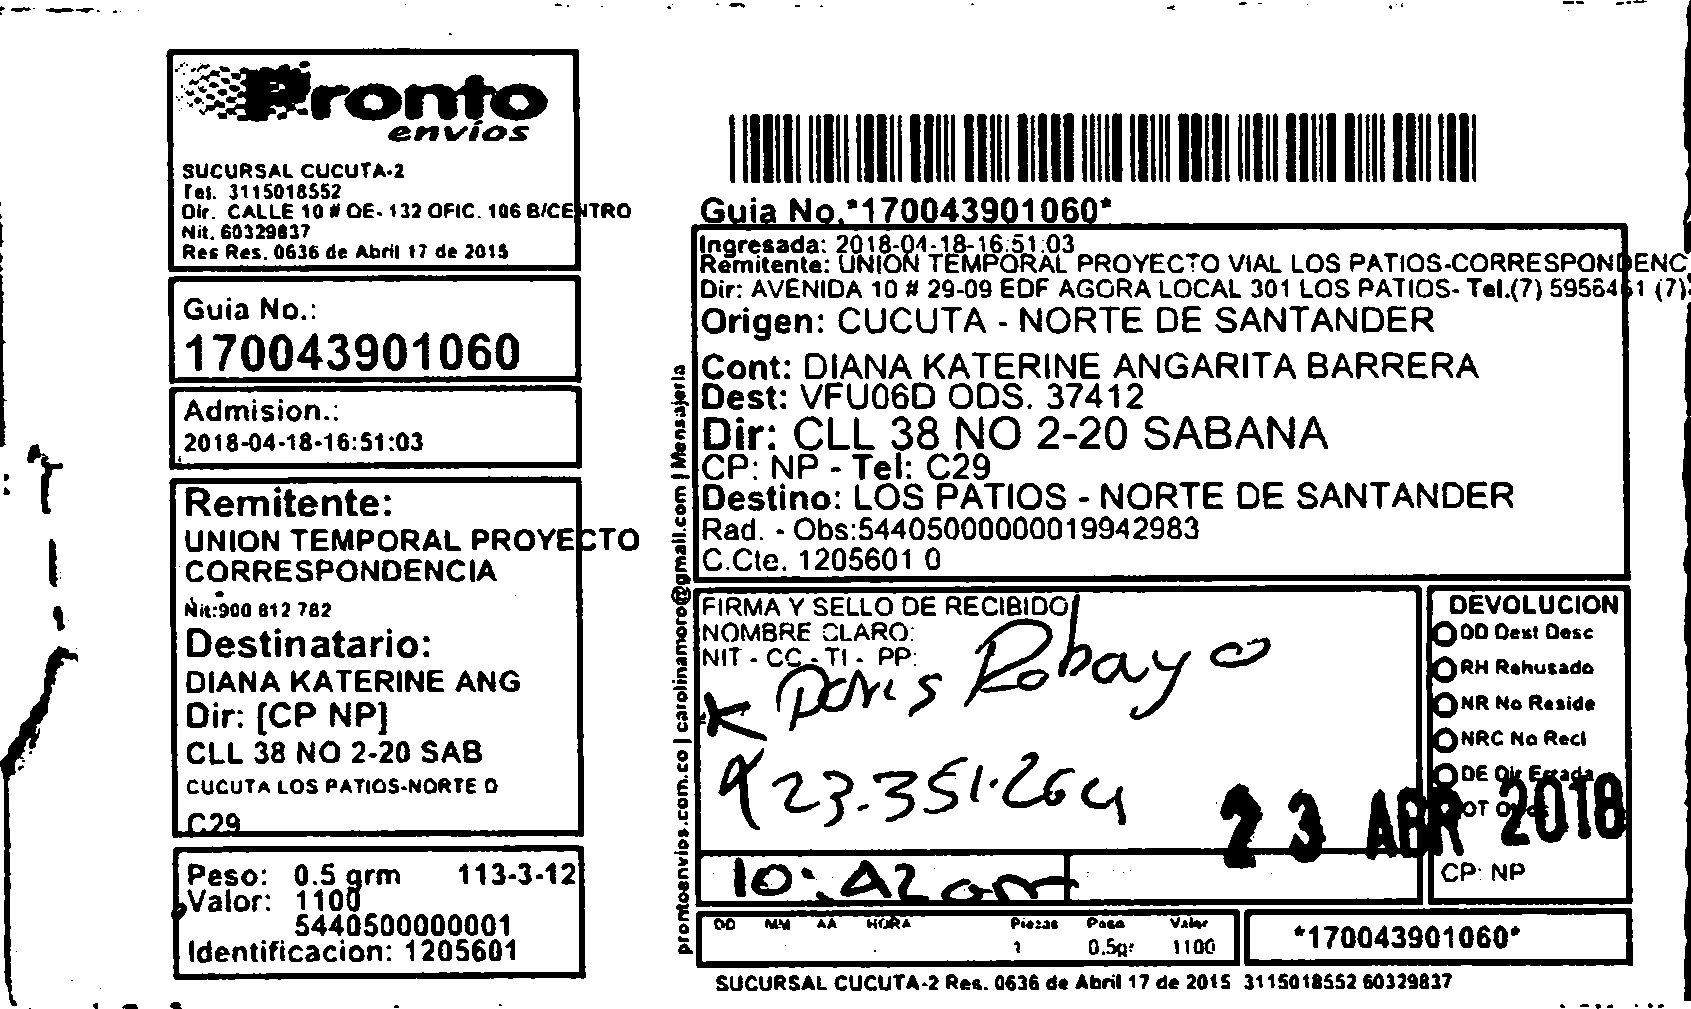 Pronto
envíos
SUCURSAL CUCUTA-2
Tel. 3115018552
Dir. CALLE 10 # OE-132 OFIC. 106 B/CENTRO
Nit. 60329837
Res Res. 0636 de Abril 17 de 2015
Guia No.:
170043901060
Admision.:
2018-04-18-16:51:03
Remitente:
UNION TEMPORAL PROYECTO
CORRESPONDENCIA
Nit:900 812 782
Destinatario:
DIANA KATERINE ANG
Dir: [CP NP]
CLL 38 NO 2-20 SAB
CUCUTA LOS PATIOS-NORTE D
C29
Peso: 0.5 grm 113-3-12
Valor: 1100
5440500000001
Identificacion: 1205601
prontoenvios.com.co | carolinamoro@gmail.com | Mensajeria
Guia No.*170043901060*
Ingresada: 2018-04-18-16:51:03
Remitente: UNION TEMPORAL PROYECTO VIAL LOS PATIOS-CORRESPONDENC
Dir: AVENIDA 10 # 29-09 EDF AGORA LOCAL 301 LOS PATIOS- Tel.(7) 5956461 (7)
Origen: CUCUTA - NORTE DE SANTANDER
Cont: DIANA KATERINE ANGARITA BARRERA
Dest: VFU06D ODS. 37412
Dir: CLL 38 NO 2-20 SABANA
CP: NP - Tel: C29
Destino: LOS PATIOS - NORTE DE SANTANDER
Rad. - Obs:54405000000019942983
C.Cte. 1205601 0
FIRMA Y SELLO DE RECIBIDO
NOMBRE CLARO:
NIT - CC - TI - PP:
Doris Robayo
23.351.264
10:42 am
DEVOLUCION
DD Dest Desc
RH Rehusado
NR No Reside
NRC No Recl
DE Dir Errada
OT
23 ABR 2018
CP: NP
DD MM AA HORA Piezas Peso Valor
1 0.5gr 1100
*170043901060*
SUCURSAL CUCUTA-2 Res. 0636 de Abril 17 de 2015 3115018552 60329837